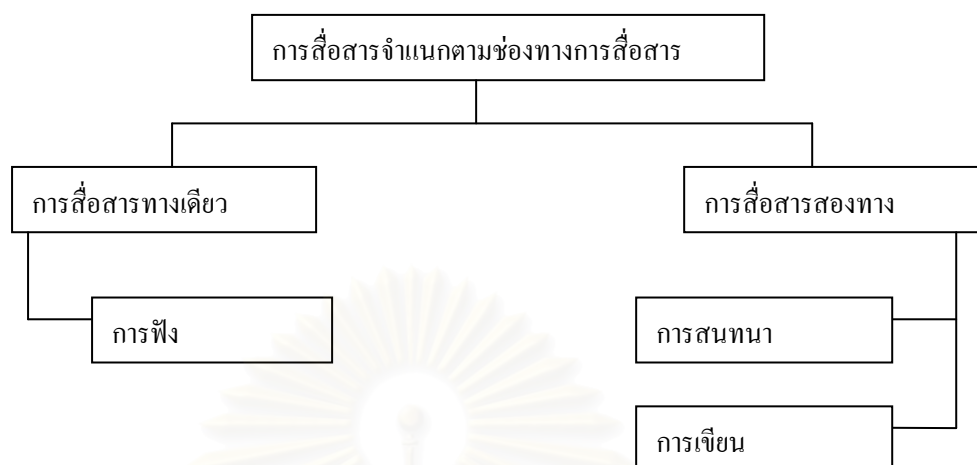 การสื่อสารจำแนกตามช่องทางการสื่อสาร
การสื่อสารทางเดียว
การสื่อสารสองทาง
การฟัง
การสนทนา
การเขียน